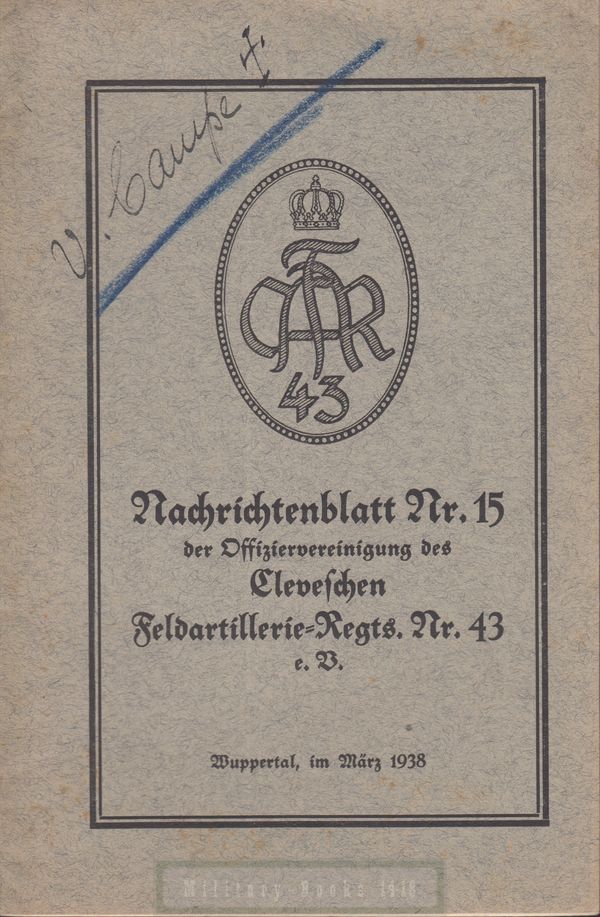 v. Campe †.
FAR
43
Nachrichtenblatt Nr. 15
der Offiziervereinigung des
Cleveschen
Feldartillerie-Regts. Nr. 43
e. V.
Wuppertal, im März 1938
Military-Books 1418